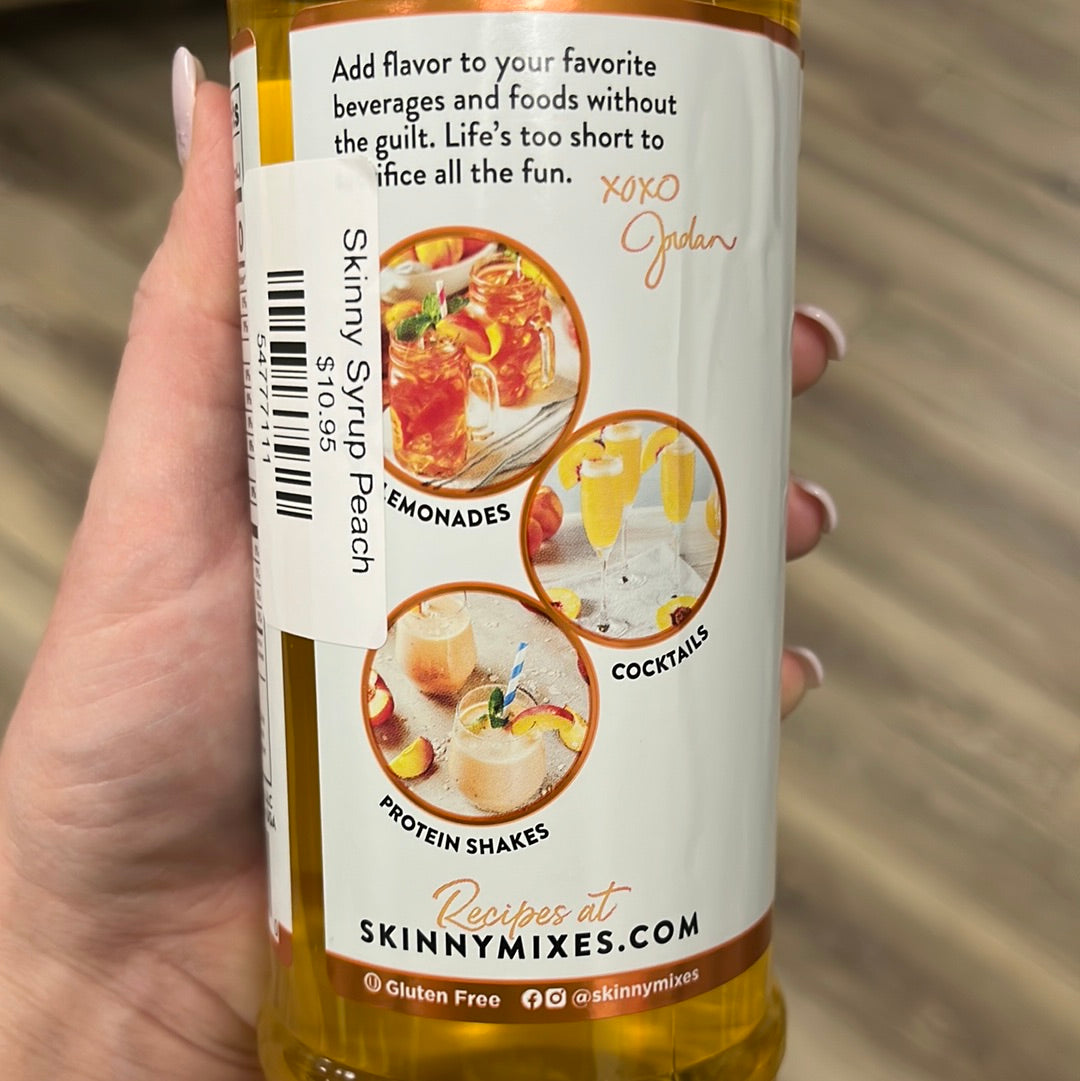 Add flavor to your favorite
beverages and foods without
the guilt. Life's too short to
ifice all the fun.
XOXO
Jordan
Skinny Syrup Peach
$10.95
54777111
LEMONADES
COCKTAILS
PROTEIN SHAKES
Recipes at
SKINNYMIXES.COM
U Gluten Free @skinnymixes